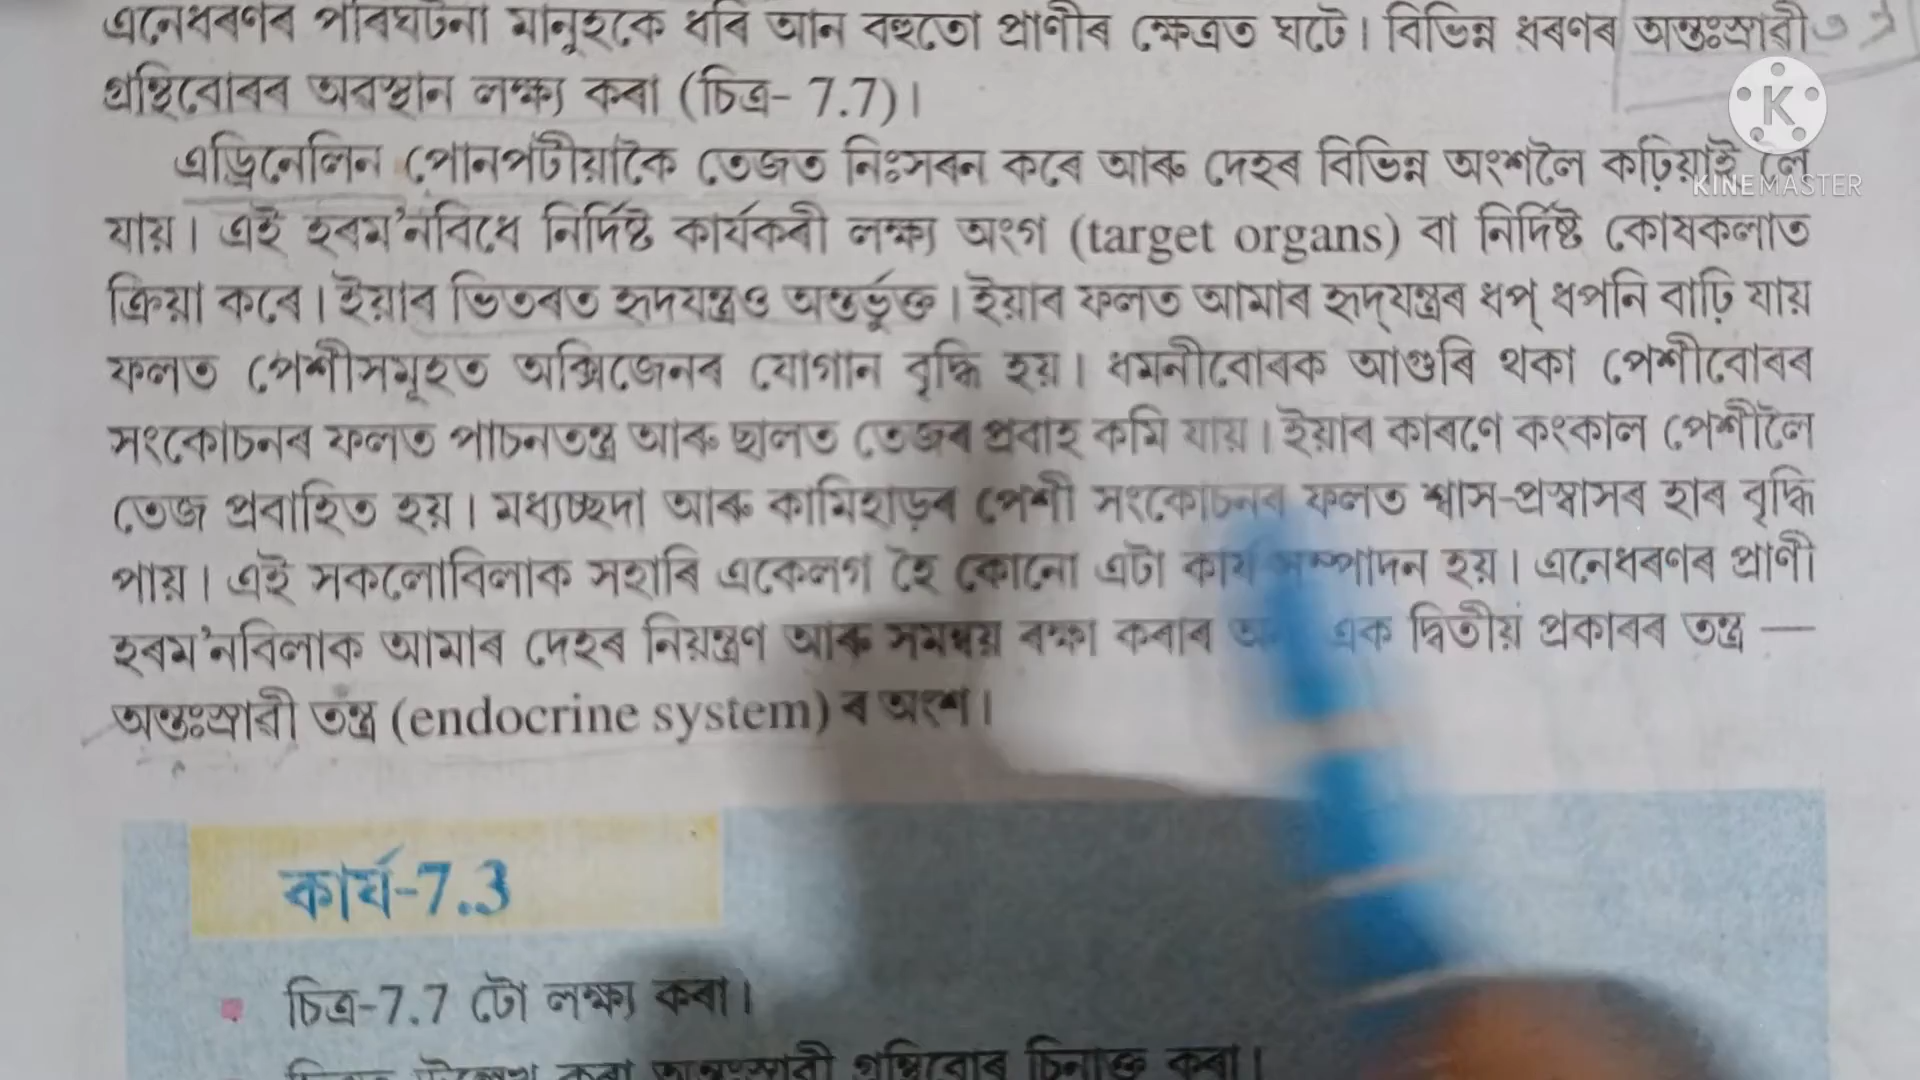 এনেধৰণৰ পৰিঘটনা মানুহকে ধৰি আন বহুতো প্ৰাণীৰ ক্ষেত্ৰত ঘটে। বিভিন্ন ধৰণৰ অন্তঃস্ৰাৱী
গ্ৰন্থিবোৰৰ অৱস্থান লক্ষ্য কৰা (চিত্ৰ- 7.7)।
এড্ৰিনেলিন পোনপটীয়াকৈ তেজত নিঃসৰন কৰে আৰু দেহৰ বিভিন্ন অংশলৈ কঢ়িয়াই লৈ
KINEMASTER
যায়। এই হৰম'নবিধে নিৰ্দিষ্ট কাৰ্যকৰী লক্ষ্য অংগ (target organs) বা নিৰ্দিষ্ট কোষকলাত
ক্ৰিয়া কৰে। ইয়াৰ ভিতৰত হৃদযন্ত্ৰও অন্তৰ্ভুক্ত। ইয়াৰ ফলত আমাৰ হৃদ্‌যন্ত্ৰৰ ধপ্ ধপনি বাঢ়ি যায়
ফলত পেশীসমূহত অক্সিজেনৰ যোগান বৃদ্ধি হয়। ধমনীবোৰক আগুৰি থকা পেশীবোৰৰ
সংকোচনৰ ফলত পাচনতন্ত্ৰ আৰু ছালত তেজৰ প্ৰবাহ কমি যায়। ইয়াৰ কাৰণে কংকাল পেশীলৈ
তেজ প্ৰবাহিত হয়। মধ্যচ্ছদা আৰু কামিহাড়ৰ পেশী সংকোচনৰ ফলত শ্বাস-প্ৰশ্বাসৰ হাৰ বৃদ্ধি
পায়। এই সকলোবিলাক সহাৰি একেলগ হৈ কোনো এটা কাৰ্য সম্পাদন হয়। এনেধৰণৰ প্ৰাণী
হৰম'নবিলাক আমাৰ দেহৰ নিয়ন্ত্ৰণ আৰু সমন্বয় ৰক্ষা কৰাৰ এক দ্বিতীয় প্ৰকাৰৰ তন্ত্ৰ —
অন্তঃস্ৰাৱী তন্ত্ৰ (endocrine system) ৰ অংশ।
কাৰ্য-7.3
চিত্ৰ-7.7 টো লক্ষ্য কৰা।
উল্লেখ কৰা অন্তঃস্ৰাৱী গ্ৰন্থিবোৰ চিনাক্ত কৰা।